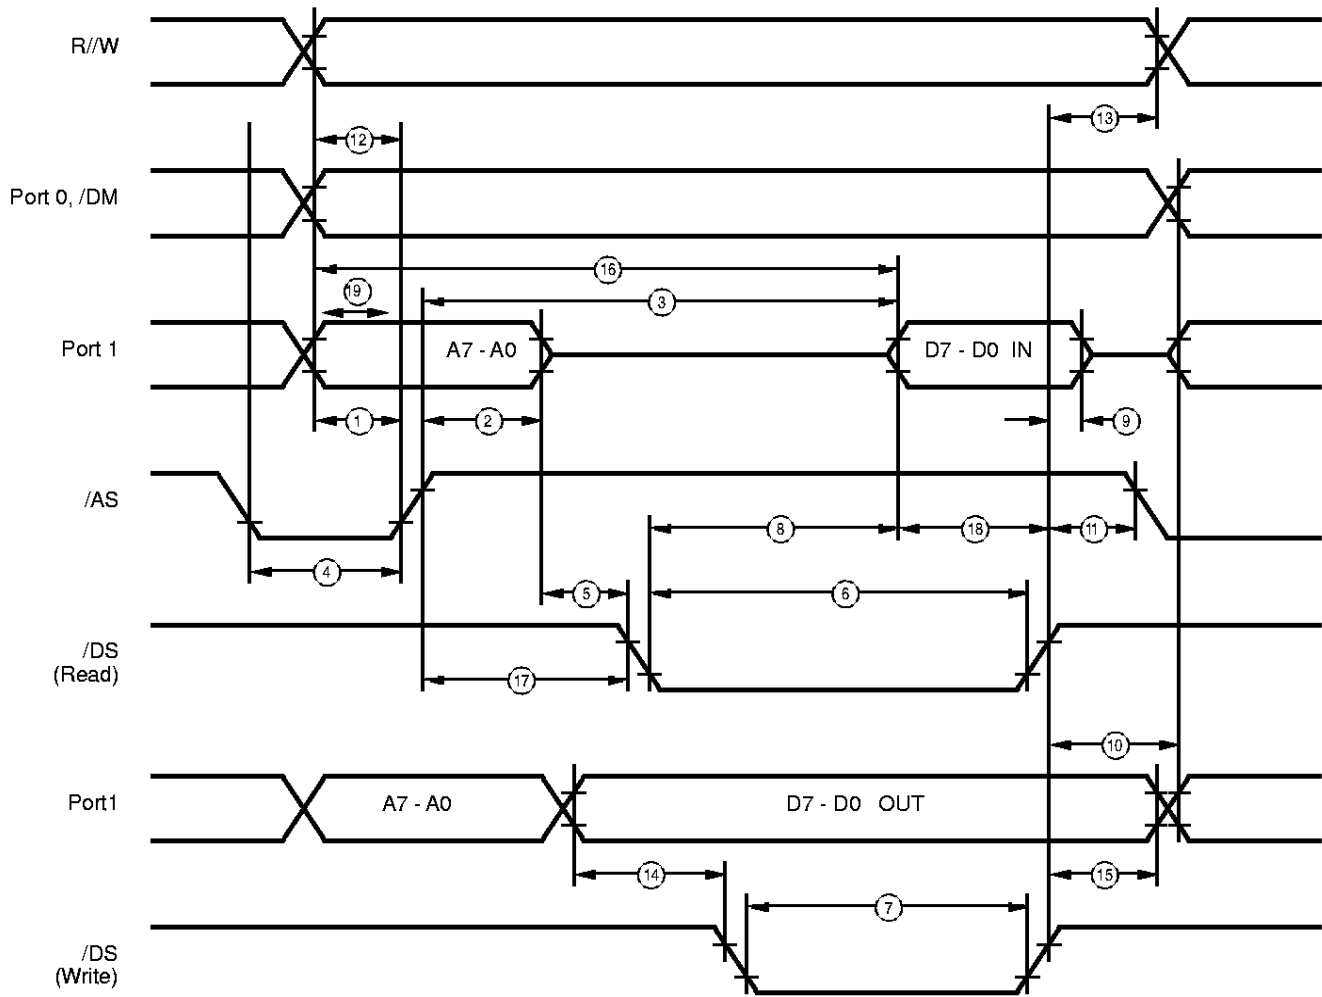 R//W
13
12
Port 0, /DM
16
19
3
Port 1
A7 - A0
D7 - D0 IN
1
2
9
/AS
8
18
11
4
5
6
/DS
(Read)
17
10
Port1
A7 - A0
D7 - D0 OUT
14
15
7
/DS
(Write)